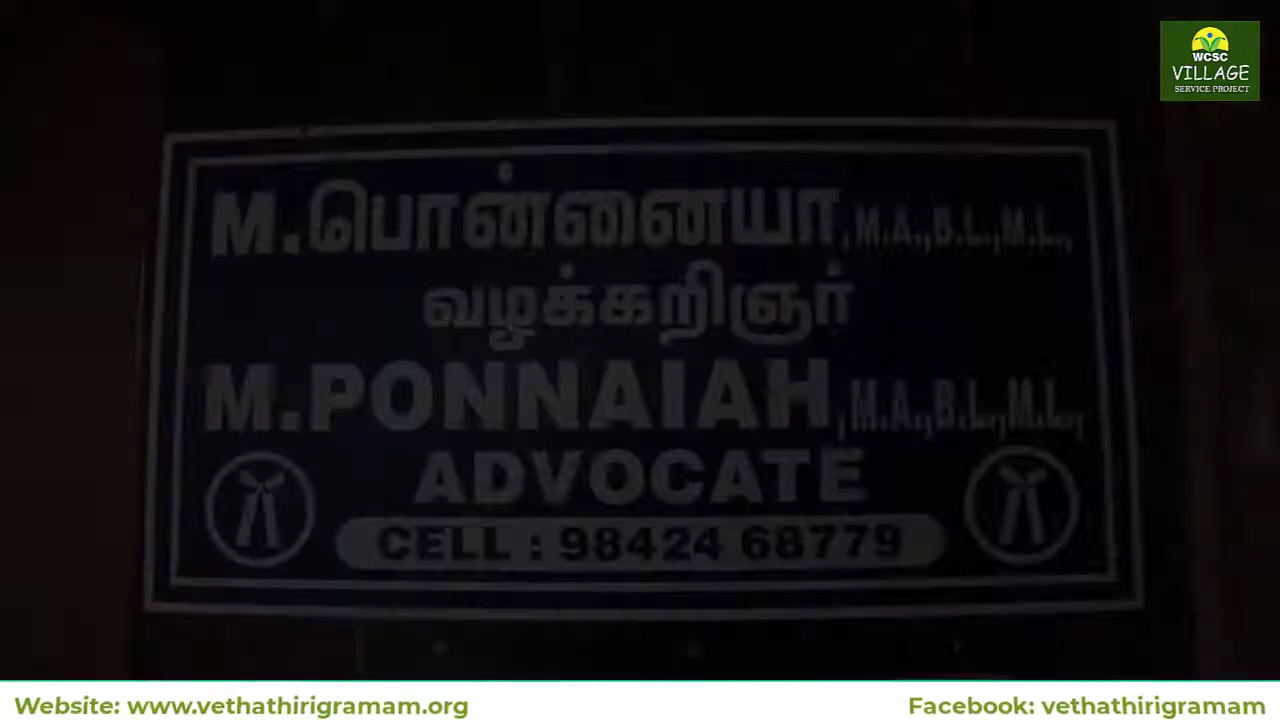 WCSC
VILLAGE
SERVICE PROJECT
M.பொன்னையா,M.A.,B.L.,M.L.,
வழக்கறிஞர்
M.PONNAIAH,M.A.,B.L.,M.L.,
ADVOCATE
CELL : 98424 68779
Website: www.vethathirigramam.org
Facebook: vethathirigramam